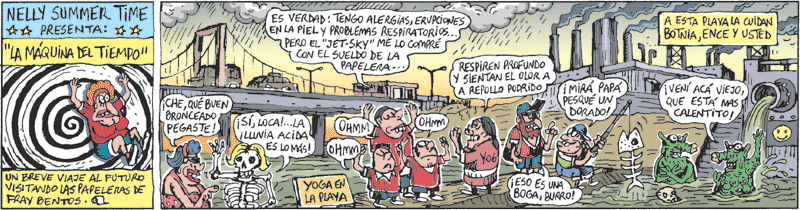 NELLY SUMMER TIME
PRESENTA:
"LA MÁQUINA DEL TIEMPO"
UN BREVE VIAJE AL FUTURO
VISITANDO LAS PAPELERAS DE
FRAY BENTOS.
ES VERDAD: TENGO ALERGIAS, ERUPCIONES
EN LA PIEL Y PROBLEMAS RESPIRATORIOS...
PERO EL "JET-SKY" ME LO COMPRÉ
CON EL SUELDO DE LA
PAPELERA...
¡CHE, QUÉ BUEN
BRONCEADO
PEGASTE!
¡SÍ, LOCA!...LA
LLUVIA ÁCIDA
ES LO MÁS!
YOGA EN
LA PLAYA
OHMN!
OHMM
OHMM
RESPIREN PROFUNDO
Y SIENTAN EL OLOR A
A REPOLLO PODRIDO
YOG
¡MIRÁ PAPÁ
PESQUÉ UN
DORADO!
¡ESO ES UNA
BOGA, BURRO!
A ESTA PLAYA LA CUIDAN
BOTNIA, ENCE Y USTED
¡VENÍ ACÁ VIEJO,
QUE ESTÁ MAS
CALENTITO!